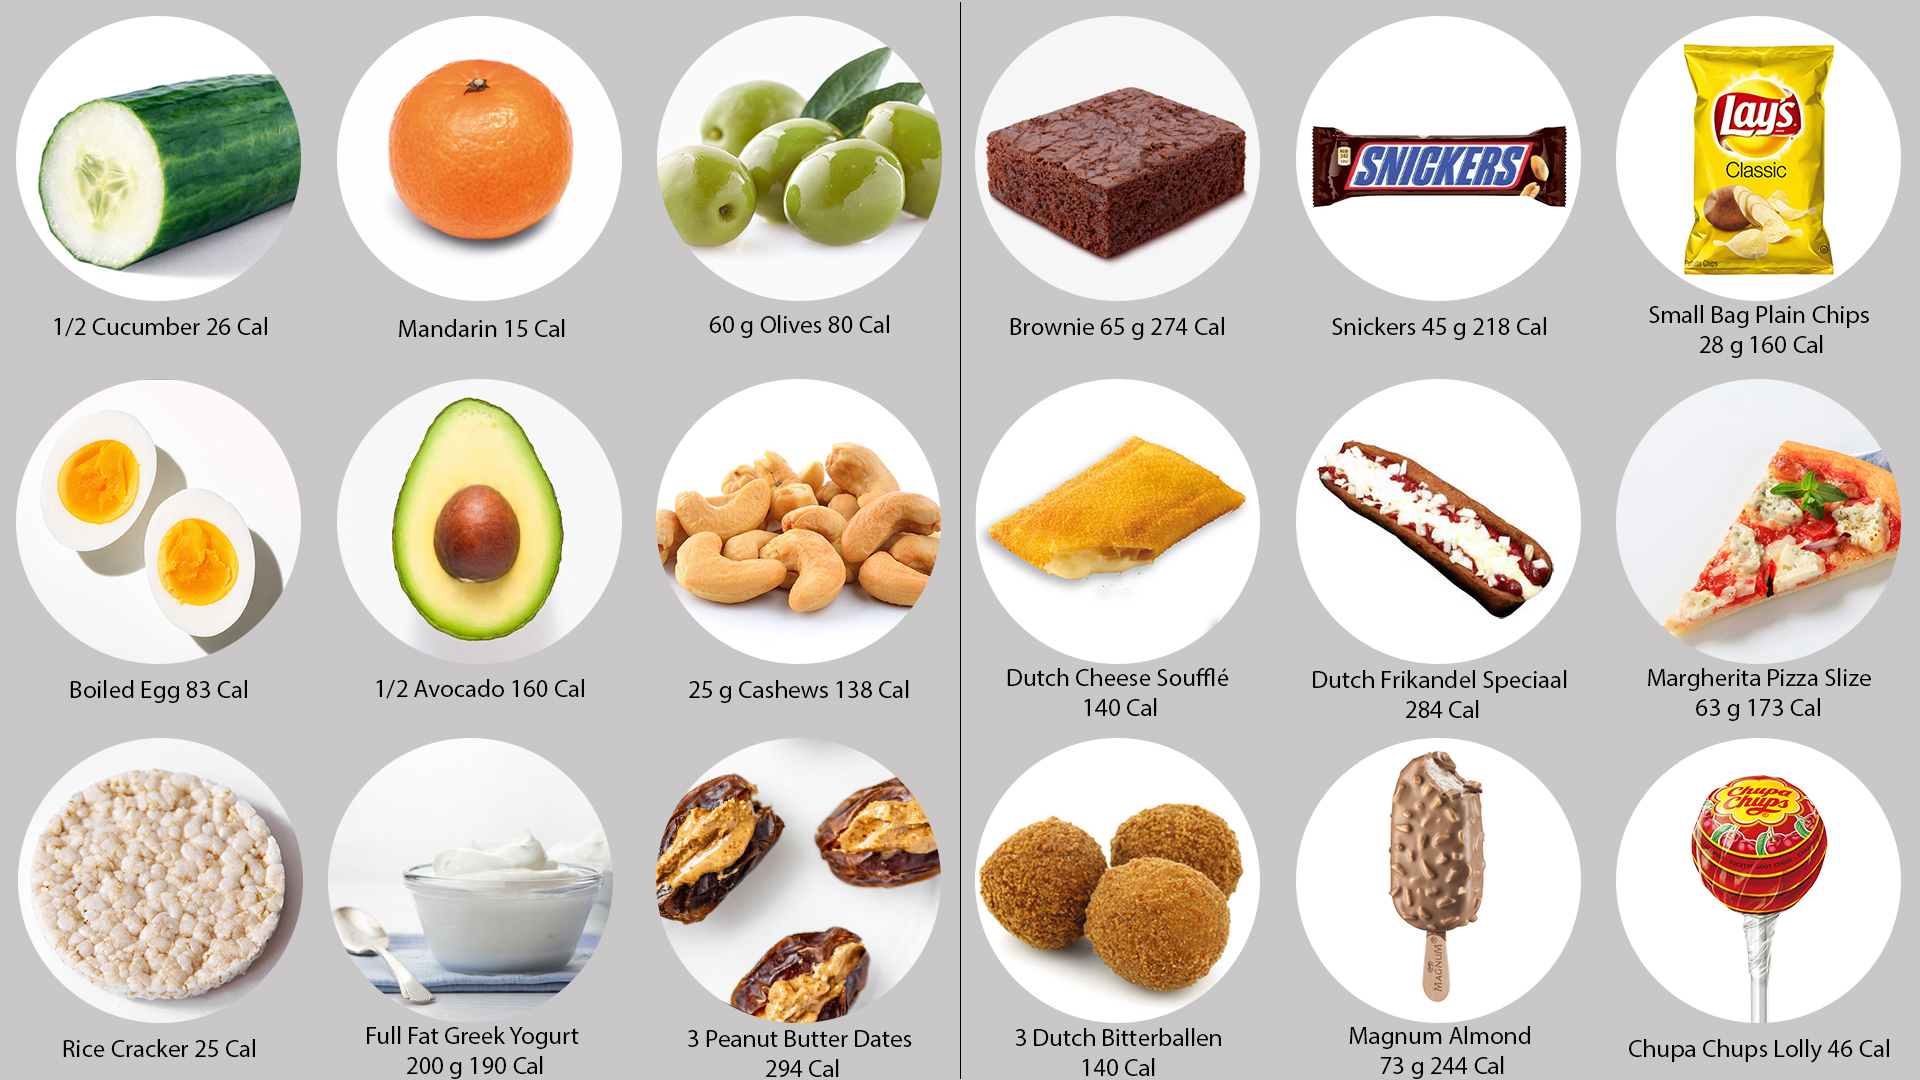 1/2 Cucumber 26 Cal
Mandarin 15 Cal
60 g Olives 80 Cal
Brownie 65 g 274 Cal
SNICKERS
Snickers 45 g 218 Cal
Lay's
Classic
Small Bag Plain Chips
28 g 160 Cal
Boiled Egg 83 Cal
1/2 Avocado 160 Cal
25 g Cashews 138 Cal
Dutch Cheese Soufflé
140 Cal
Dutch Frikandel Speciaal
284 Cal
Margherita Pizza Slize
63 g 173 Cal
Rice Cracker 25 Cal
Full Fat Greek Yogurt
200 g 190 Cal
3 Peanut Butter Dates
294 Cal
3 Dutch Bitterballen
140 Cal
MAGNUM
Magnum Almond
73 g 244 Cal
Chupa
Chups
Chupa Chups Lolly 46 Cal